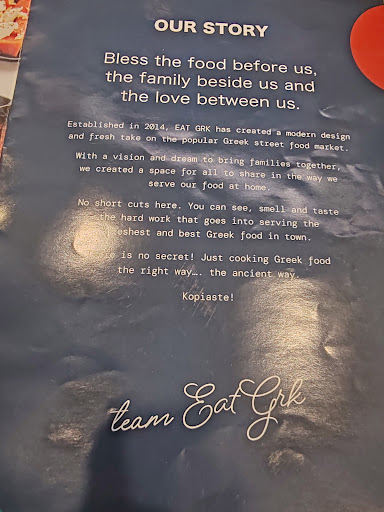 OUR STORY
Bless the food before us,
the family beside us and
the love between us.
Established in 2014, EAT GRK has created a modern design
and fresh take on the popular Greek street food market.
With a vision and dream to bring families together,
we created a space for all to share in the way we
serve our food at home.
No short cuts here. You can see, smell and taste
the hard work that goes into serving the
and best Greek food in town.
is no secret! Just cooking Greek food
the right way.... the ancient way.
Kopiaste!
team Eat Grk